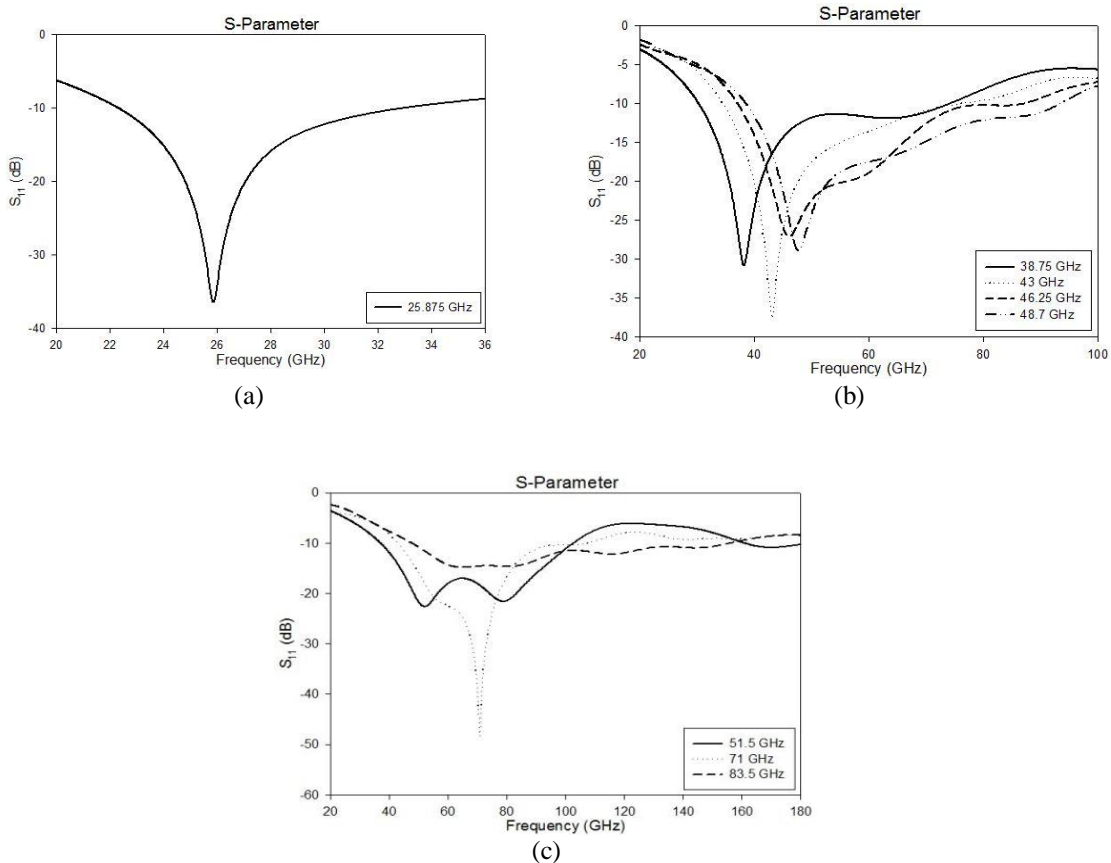 S-Parameter
0
-10
-20
-30
-40
S11 (dB)
20 22 24 26 28 30 32 34 36
Frequency (GHz)
25.875 GHz
(a)
S-Parameter
0
-5
-10
-15
-20
-25
-30
-35
-40
S11 (dB)
20 40 60 80 100
Frequency (GHz)
38.75 GHz
43 GHz
46.25 GHz
48.7 GHz
(b)
S-Parameter
0
-10
-20
-30
-40
-50
-60
S11 (dB)
20 40 60 80 100 120 140 160 180
Frequency (GHz)
51.5 GHz
71 GHz
83.5 GHz
(c)